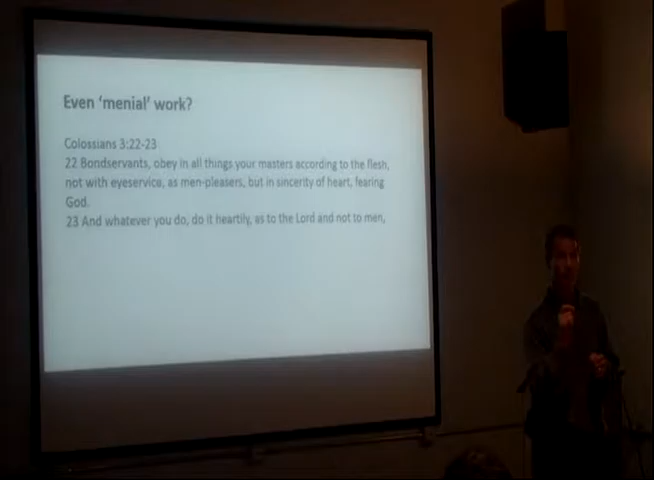 Even 'menial' work?
Colossians 3:22-23
22 Bondservants, obey in all things your masters according to the flesh,
not with eyeservice, as men-pleasers, but in sincerity of heart, fearing
God.
23 And whatever you do, do it heartily, as to the Lord and not to men,